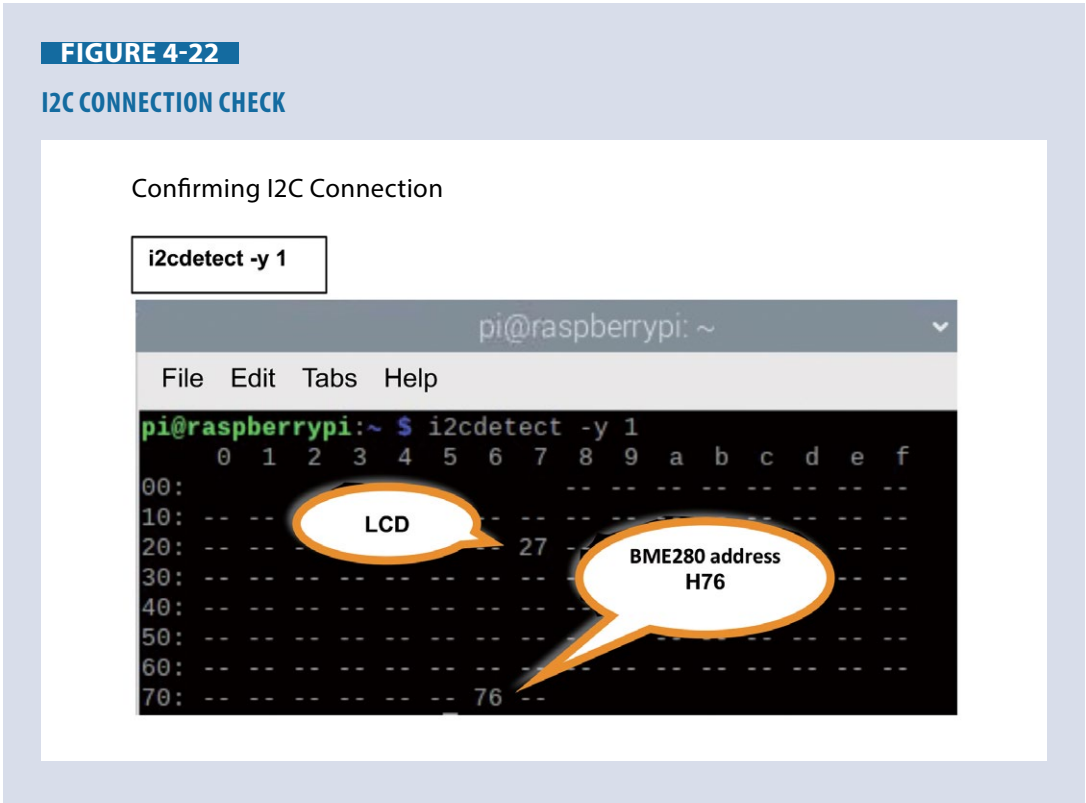 FIGURE 4-22
I2C CONNECTION CHECK
Confirming I2C Connection
i2cdetect -y 1
pi@raspberrypi: ~
File Edit Tabs Help
pi@raspberrypi:~ $ i2cdetect -y 1
0 1 2 3 4 5 6 7 8 9 a b c d e f
00: -- -- -- -- -- -- -- --
10: -- -- -- -- -- -- -- -- -- -- -- --
LCD
20: -- -- -- -- 27 -- -- --
BME280 address
H76
30: -- -- -- -- -- -- -- -- -- -- --
40: -- -- -- -- -- -- -- -- -- -- --
50: -- -- -- -- -- -- -- -- -- -- -- -- -- --
60: -- -- -- -- -- -- -- -- -- -- -- -- -- -- --
70: -- -- -- -- -- -- 76 --